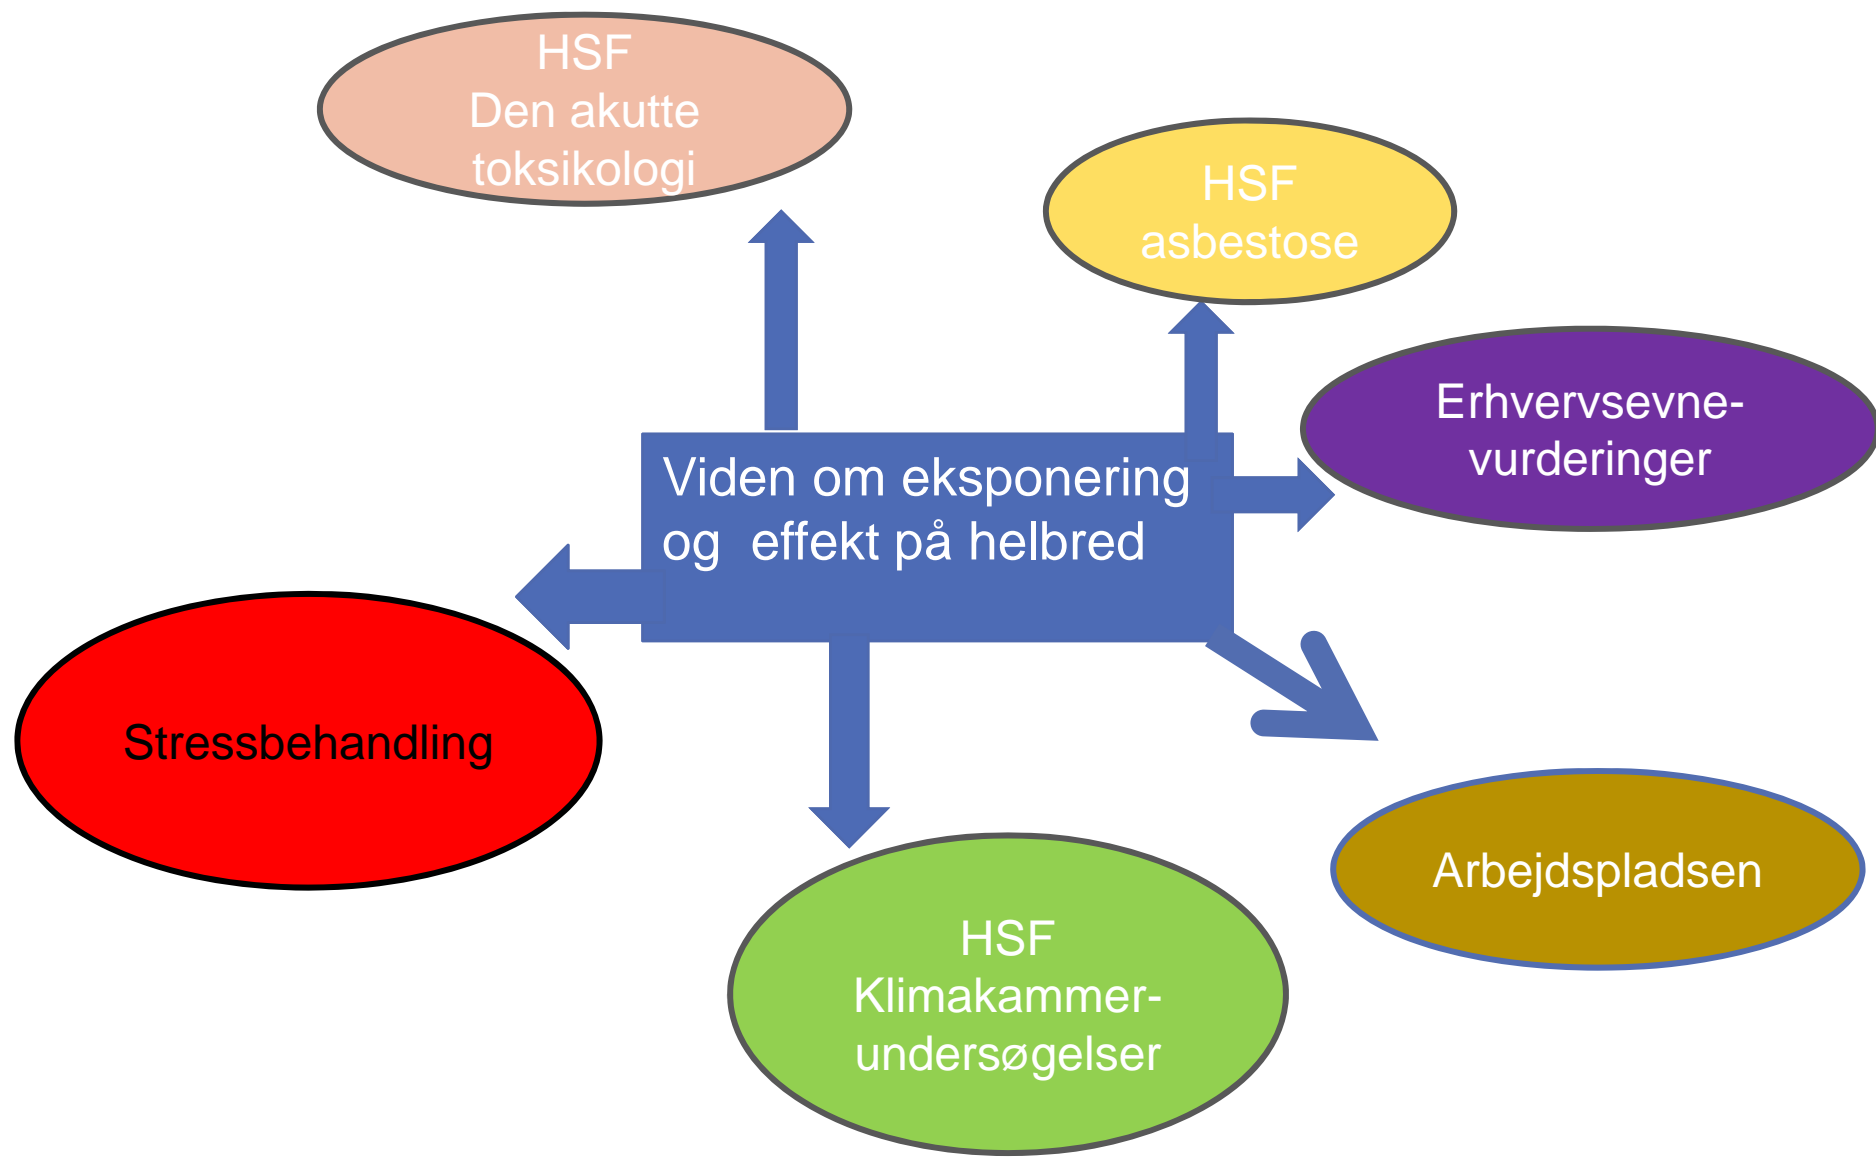 HSF
Den akutte
toksikologi
HSF
asbestose
Erhvervsevne-
vurderinger
Viden om eksponering
og  effekt på helbred
Stressbehandling
Arbejdspladsen
HSF
Klimakammer-
undersøgelser